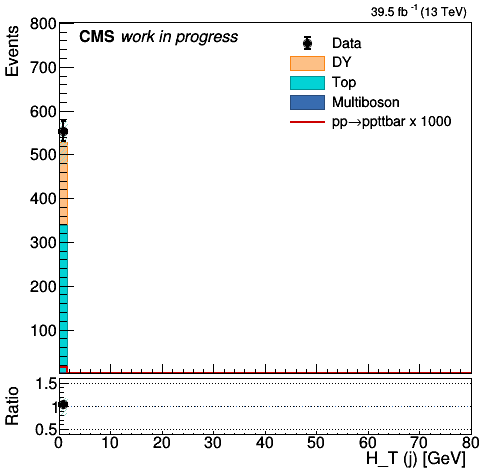 39.5 fb⁻¹ (13 TeV)
CMS work in progress
Events
800
700
600
500
400
300
200
100
Data
DY
Top
Multiboson
pp→ppttbar x 1000
Ratio
1.5
1
0.5
0 10 20 30 40 50 60 70 80
H_T (j) [GeV]